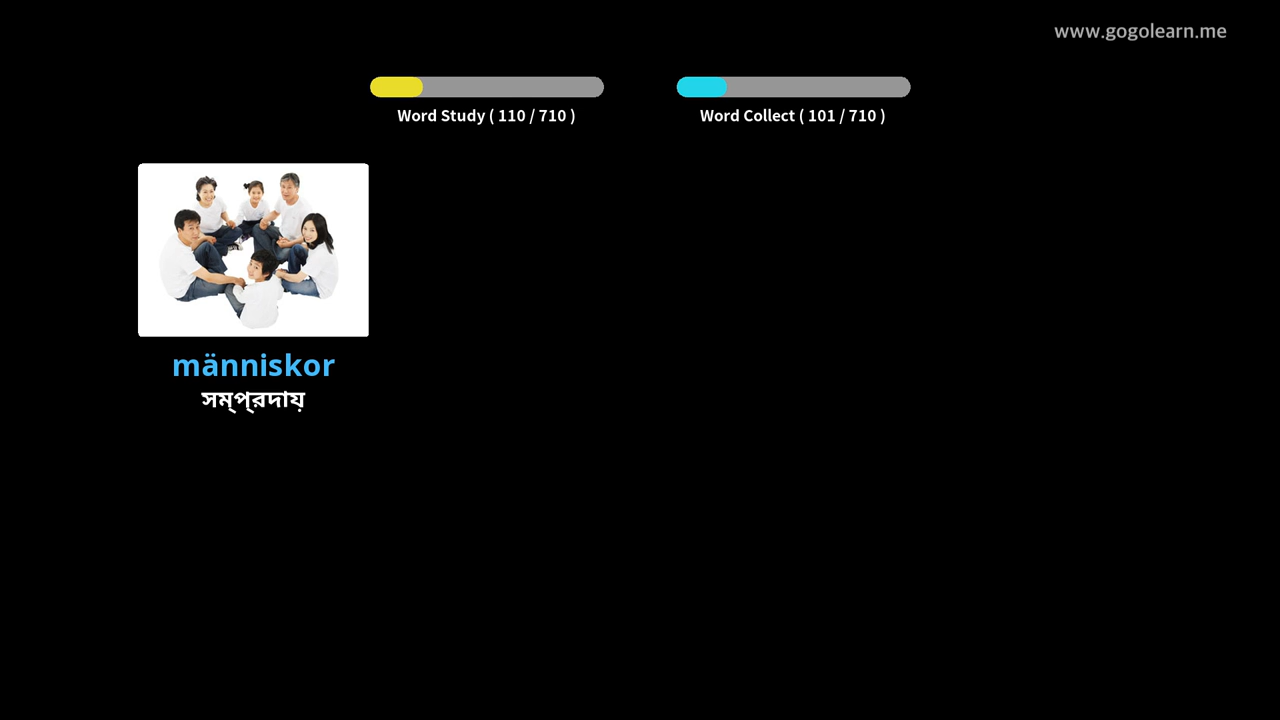 www.gogolearn.me
Word Study ( 110 / 710 )
Word Collect ( 101 / 710 )
människor
সম্প্রদায়